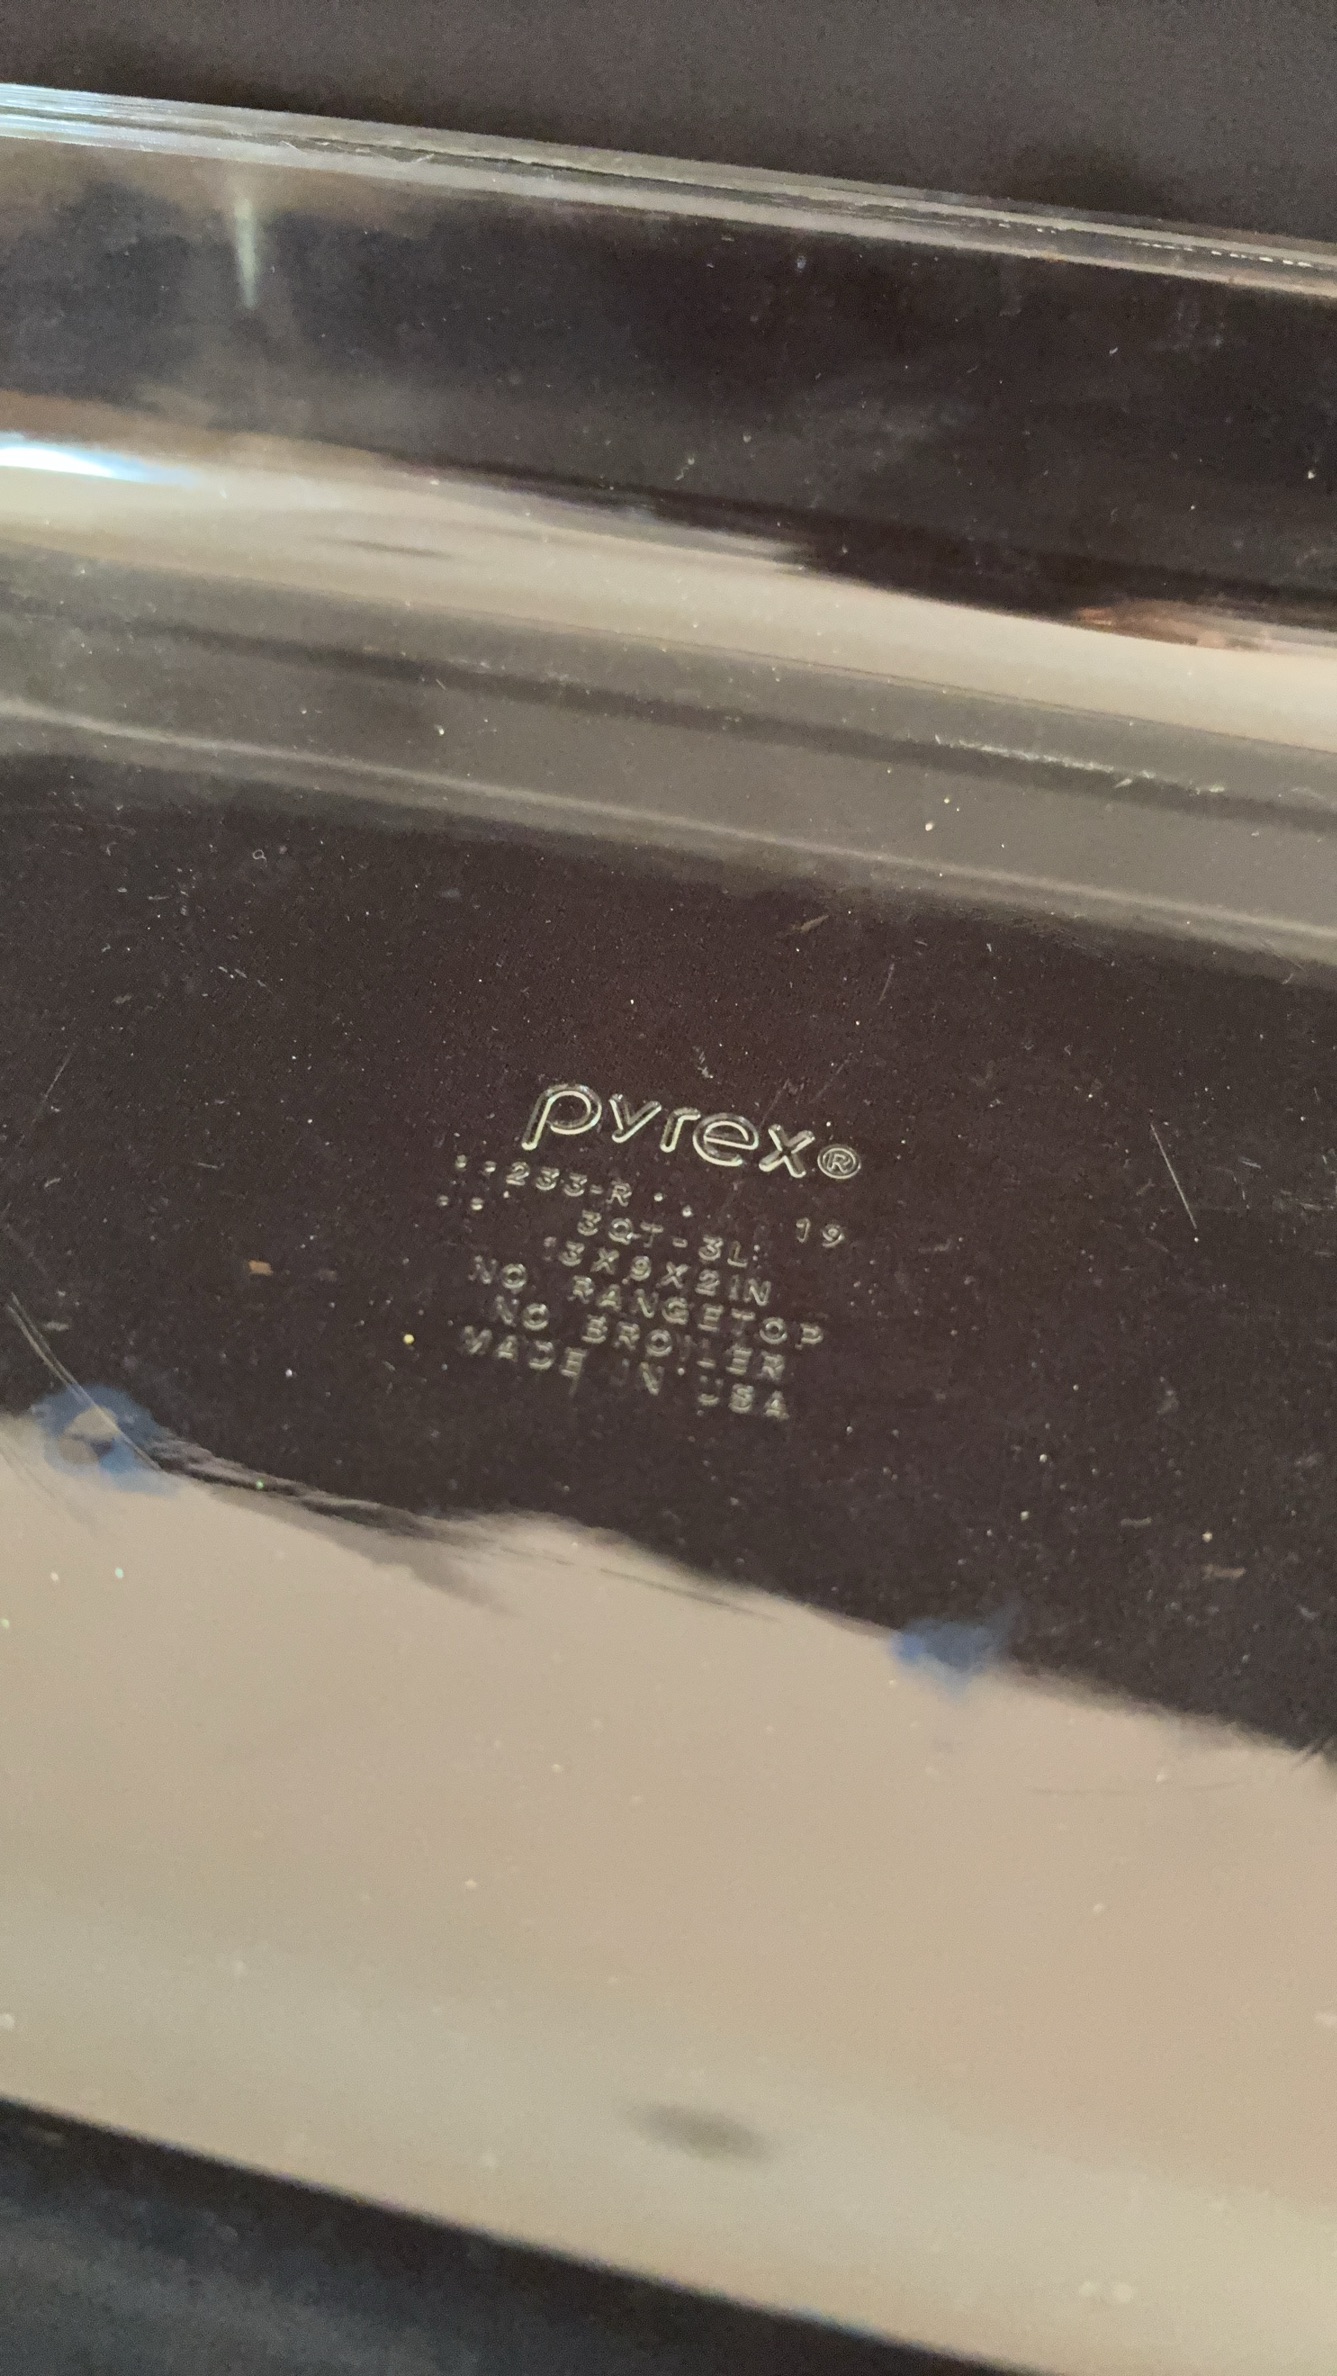 pyrex®
233-R
3QT-3L 19
13X9X2IN
NO RANGETOP
NO BROILER
MADE IN USA